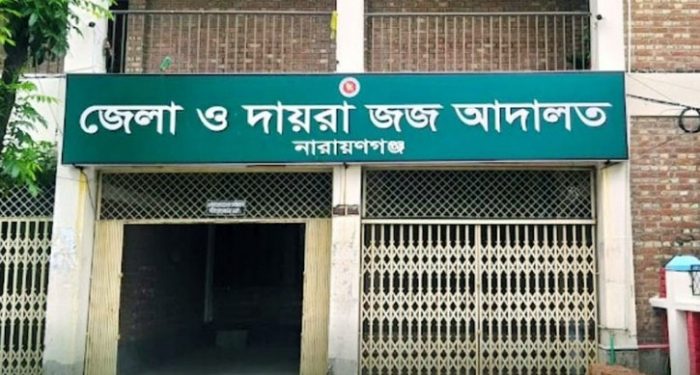 জেলা ও দায়রা জজ আদালত
নারায়ণগঞ্জ